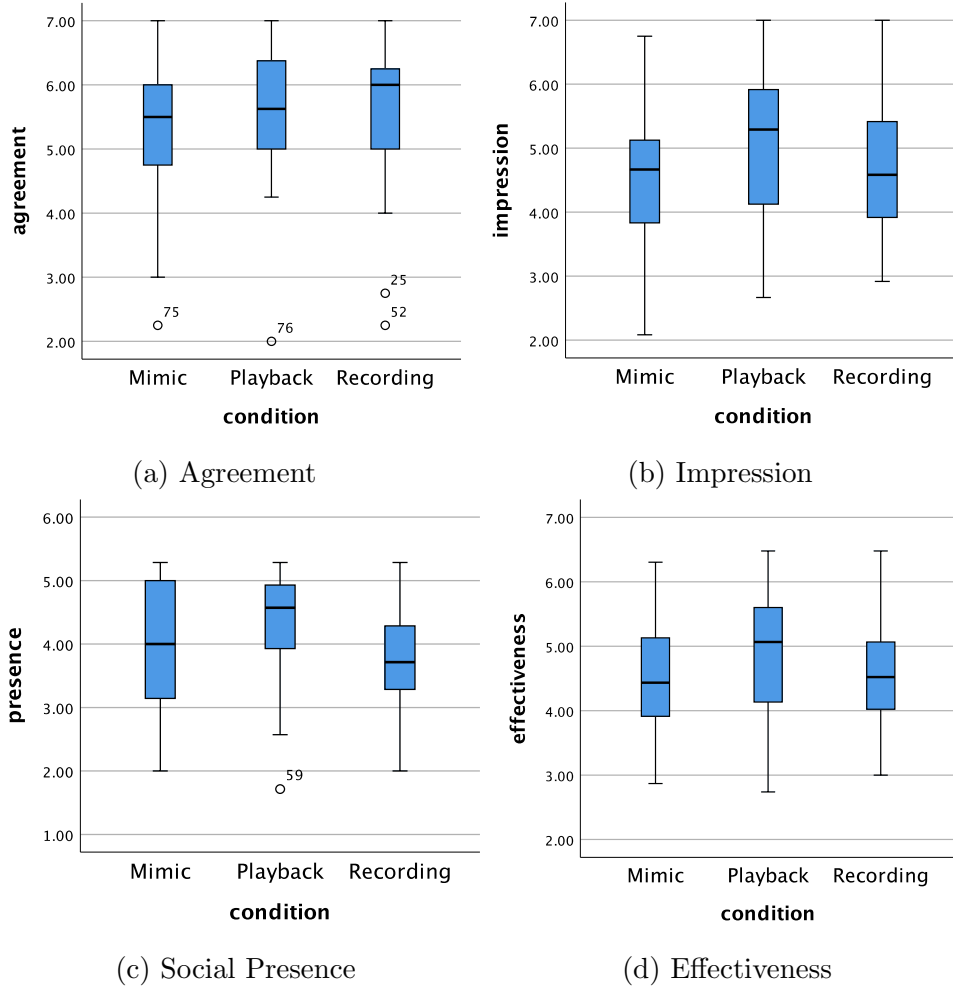 7.00
6.00
5.00
4.00
3.00
2.00
agreement
75
76
25
52
Mimic Playback Recording
condition
(a) Agreement
7.00
6.00
5.00
4.00
3.00
2.00
impression
Mimic Playback Recording
condition
(b) Impression
6.00
5.00
4.00
3.00
2.00
1.00
presence
59
Mimic Playback Recording
condition
(c) Social Presence
7.00
6.00
5.00
4.00
3.00
2.00
effectiveness
Mimic Playback Recording
condition
(d) Effectiveness